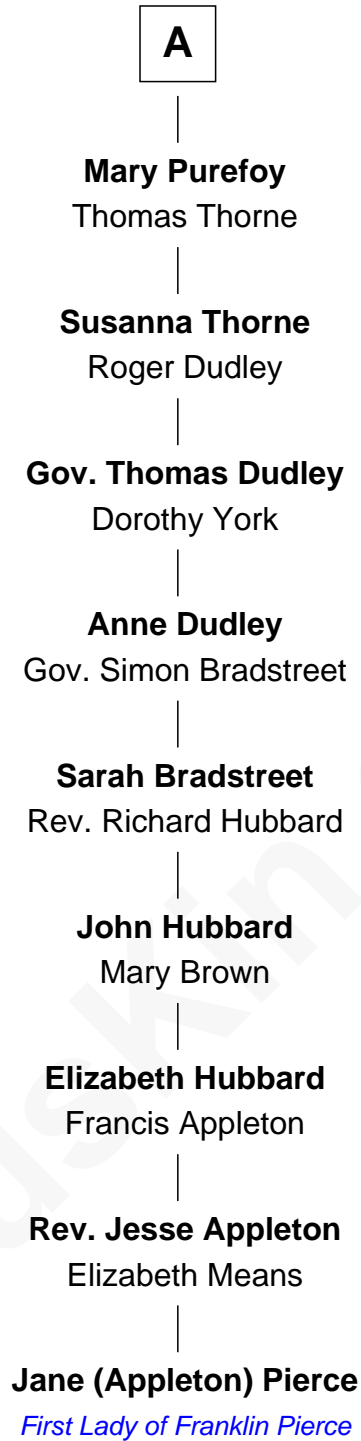 A
Mary Purefoy
Thomas Thorne
Susanna Thorne
Roger Dudley
Gov. Thomas Dudley
Dorothy York
Anne Dudley
Gov. Simon Bradstreet
Sarah Bradstreet
Rev. Richard Hubbard
John Hubbard
Mary Brown
Elizabeth Hubbard
Francis Appleton
Rev. Jesse Appleton
Elizabeth Means
Jane (Appleton) Pierce
First Lady of Franklin Pierce